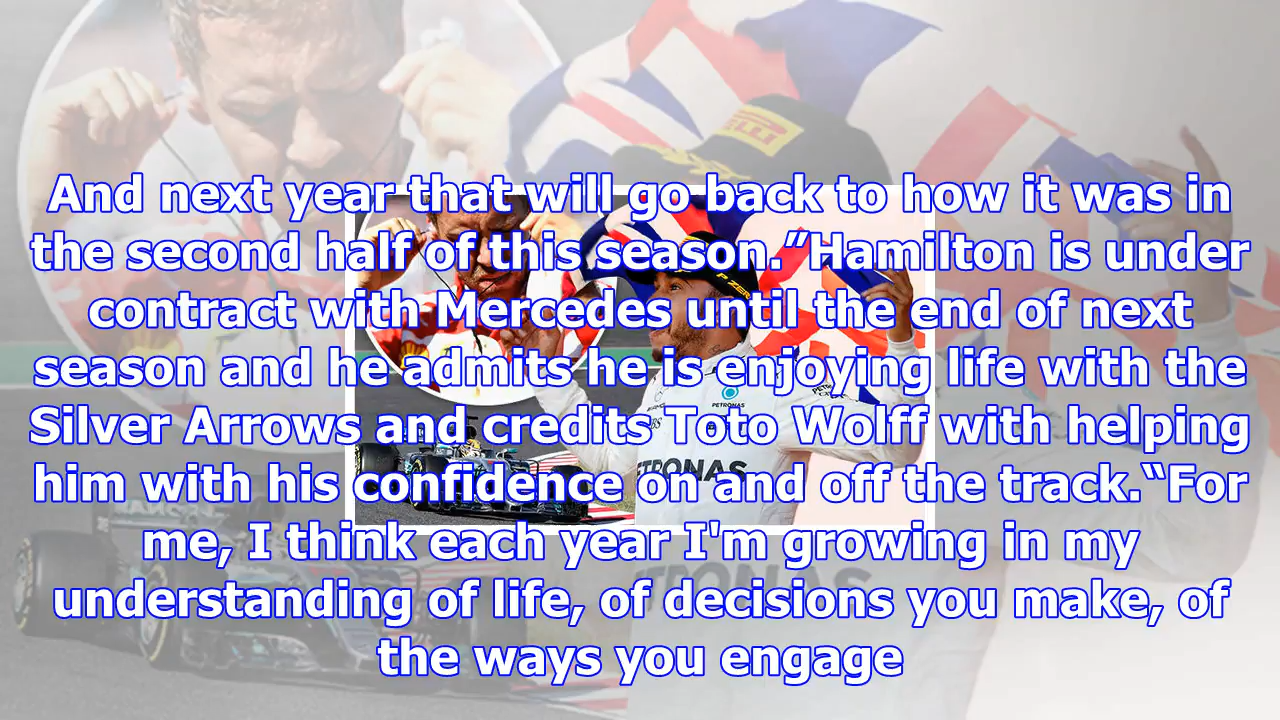 And next year that will go back to how it was in
the second half of this season.”Hamilton is under
contract with Mercedes until the end of next
season and he admits he is enjoying life with the
Silver Arrows and credits Toto Wolff with helping
him with his confidence on and off the track.“For
me, I think each year I'm growing in my
understanding of life, of decisions you make, of
the ways you engage
P ZER
PETRONAS